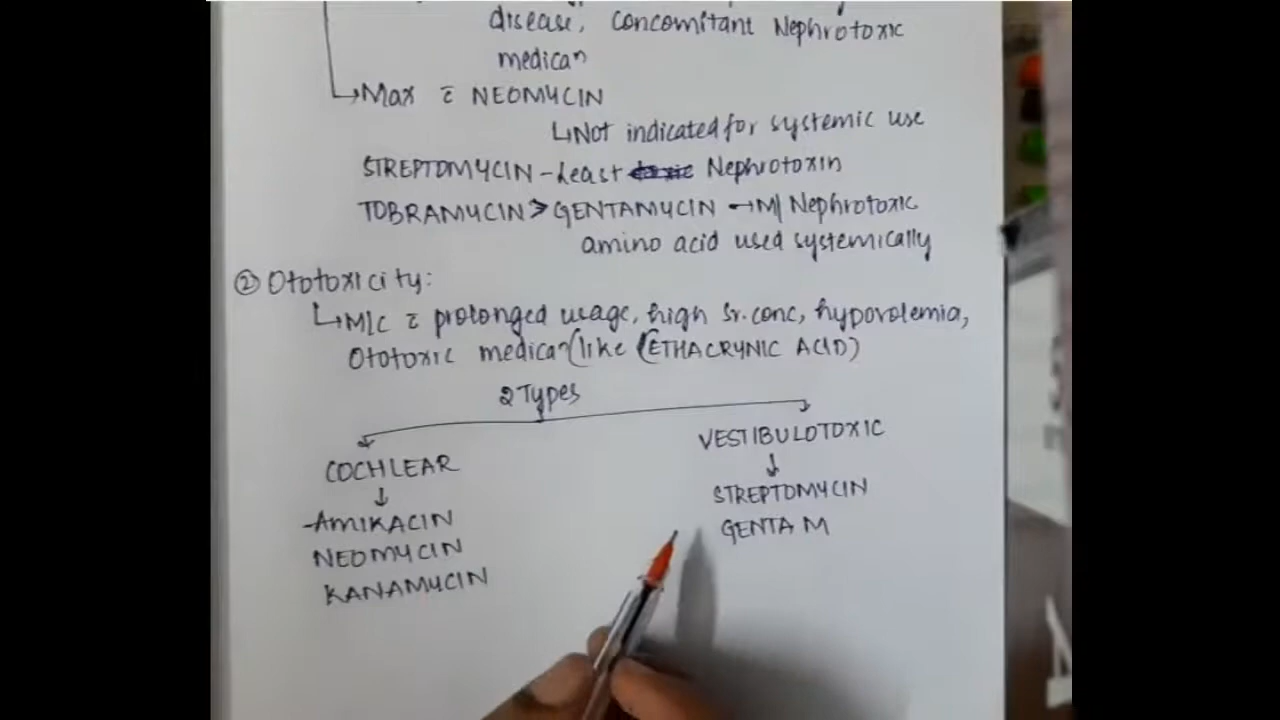 disease, concomitant Nephrotoxic
medican
Max c̄ NEOMYCIN
Not indicated for systemic use
STREPTOMYCIN - Least Nephrotoxin
TOBRAMYCIN > GENTAMYCIN → M/ Nephrotoxic
amino acid used systemically
② Ototoxicity:
M/C c̄ prolonged usage, high Sr. conc, hypovolemia,
Ototoxic medican (like (ETHACRYNIC ACID)
2 Types
COCHLEAR
VESTIBULOTOXIC
AMIKACIN
STREPTOMYCIN
NEOMYCIN
GENTA M
KANAMYCIN